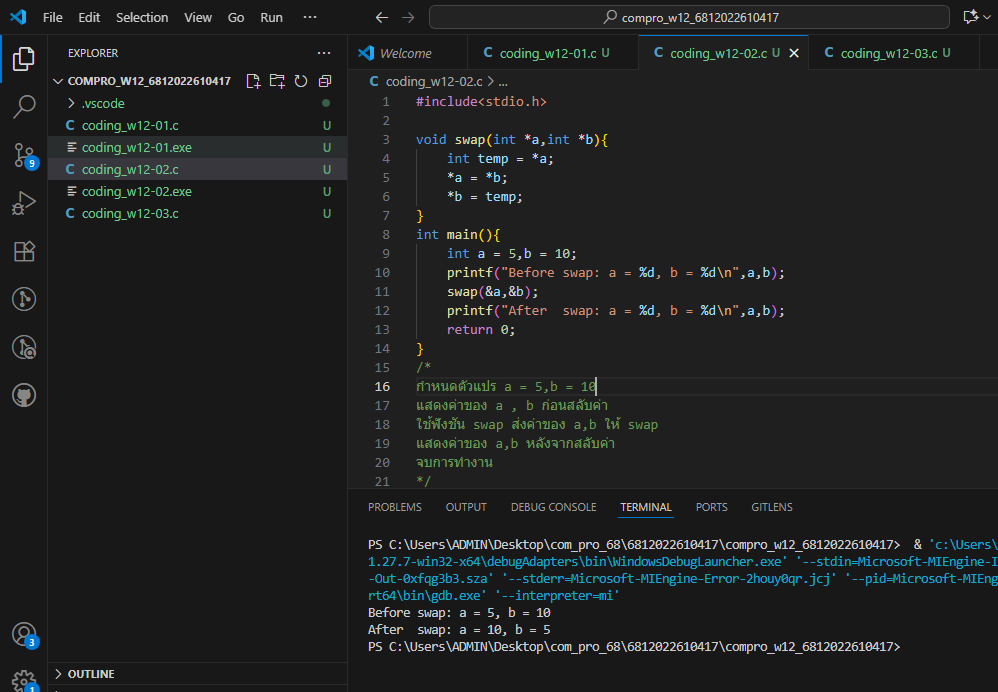 File Edit Selection View Go Run ···
compro_w12_6812022610417
EXPLORER ···
COMPRO_W12_6812022610417
.vscode
C coding_w12-01.c U
coding_w12-01.exe U
C coding_w12-02.c U
coding_w12-02.exe U
C coding_w12-03.c U
9
3
1
OUTLINE
Welcome
C coding_w12-01.c U
C coding_w12-02.c U
C coding_w12-03.c U
C coding_w12-02.c > ...
1 #include<stdio.h>
2
3 void swap(int *a,int *b){
4 int temp = *a;
5 *a = *b;
6 *b = temp;
7 }
8 int main(){
9 int a = 5,b = 10;
10 printf("Before swap: a = %d, b = %d\n",a,b);
11 swap(&a,&b);
12 printf("After  swap: a = %d, b = %d\n",a,b);
13 return 0;
14 }
15 /*
16 กำหนดตัวแปร a = 5,b = 10
17 แสดงค่าของ a , b ก่อนสลับค่า
18 ใช้ฟังชัน swap ส่งค่าของ a,b ให้ swap
19 แสดงค่าของ a,b หลังจากสลับค่า
20 จบการทำงาน
21 */
PROBLEMS OUTPUT DEBUG CONSOLE TERMINAL PORTS GITLENS
PS C:\Users\ADMIN\Desktop\com_pro_68\6812022610417\compro_w12_6812022610417>  & 'c:\Users\
1.27.7-win32-x64\debugAdapters\bin\WindowsDebugLauncher.exe' '--stdin=Microsoft-MIEngine-I
-Out-0xfqg3b3.sza' '--stderr=Microsoft-MIEngine-Error-2houy0qr.jcj' '--pid=Microsoft-MIEng
rt64\bin\gdb.exe' '--interpreter=mi'
Before swap: a = 5, b = 10
After  swap: a = 10, b = 5
PS C:\Users\ADMIN\Desktop\com_pro_68\6812022610417\compro_w12_6812022610417>